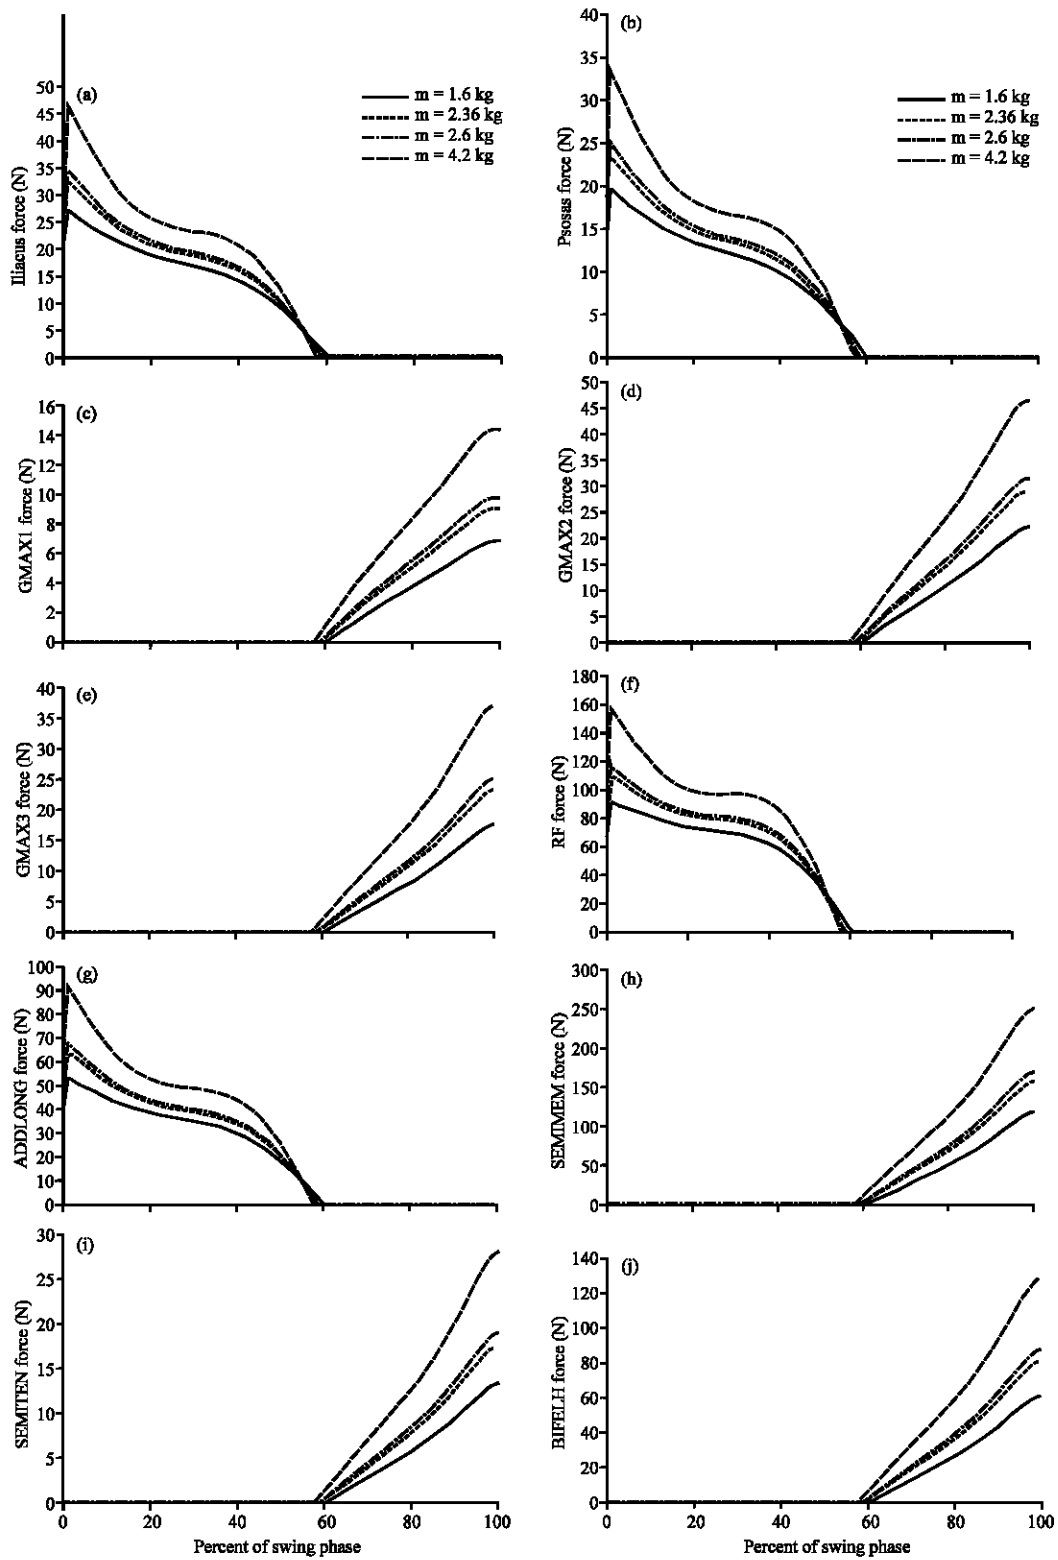 (a)
Iliacus force (N)
50
45
40
35
30
25
20
15
10
5
0
m = 1.6 kg
m = 2.36 kg
m = 2.6 kg
m = 4.2 kg
(b)
Psosas force (N)
40
35
30
25
20
15
10
5
0
m = 1.6 kg
m = 2.36 kg
m = 2.6 kg
m = 4.2 kg
(c)
GMAX1 force (N)
16
14
12
10
8
6
4
2
0
(d)
GMAX2 force (N)
50
45
40
35
30
25
20
15
10
5
0
(e)
GMAX3 force (N)
40
35
30
25
20
15
10
5
0
(f)
RF force (N)
180
160
140
120
100
80
60
40
20
0
(g)
ADDLONG force (N)
100
90
80
70
60
50
40
30
20
10
0
(h)
SEMIMEM force (N)
300
250
200
150
100
50
0
(i)
SEMITEN force (N)
30
25
20
15
10
5
0
0 20 40 60 80 100
Percent of swing phase
(j)
BIFELH force (N)
140
120
100
80
60
40
20
0
0 20 40 60 80 100
Percent of swing phase